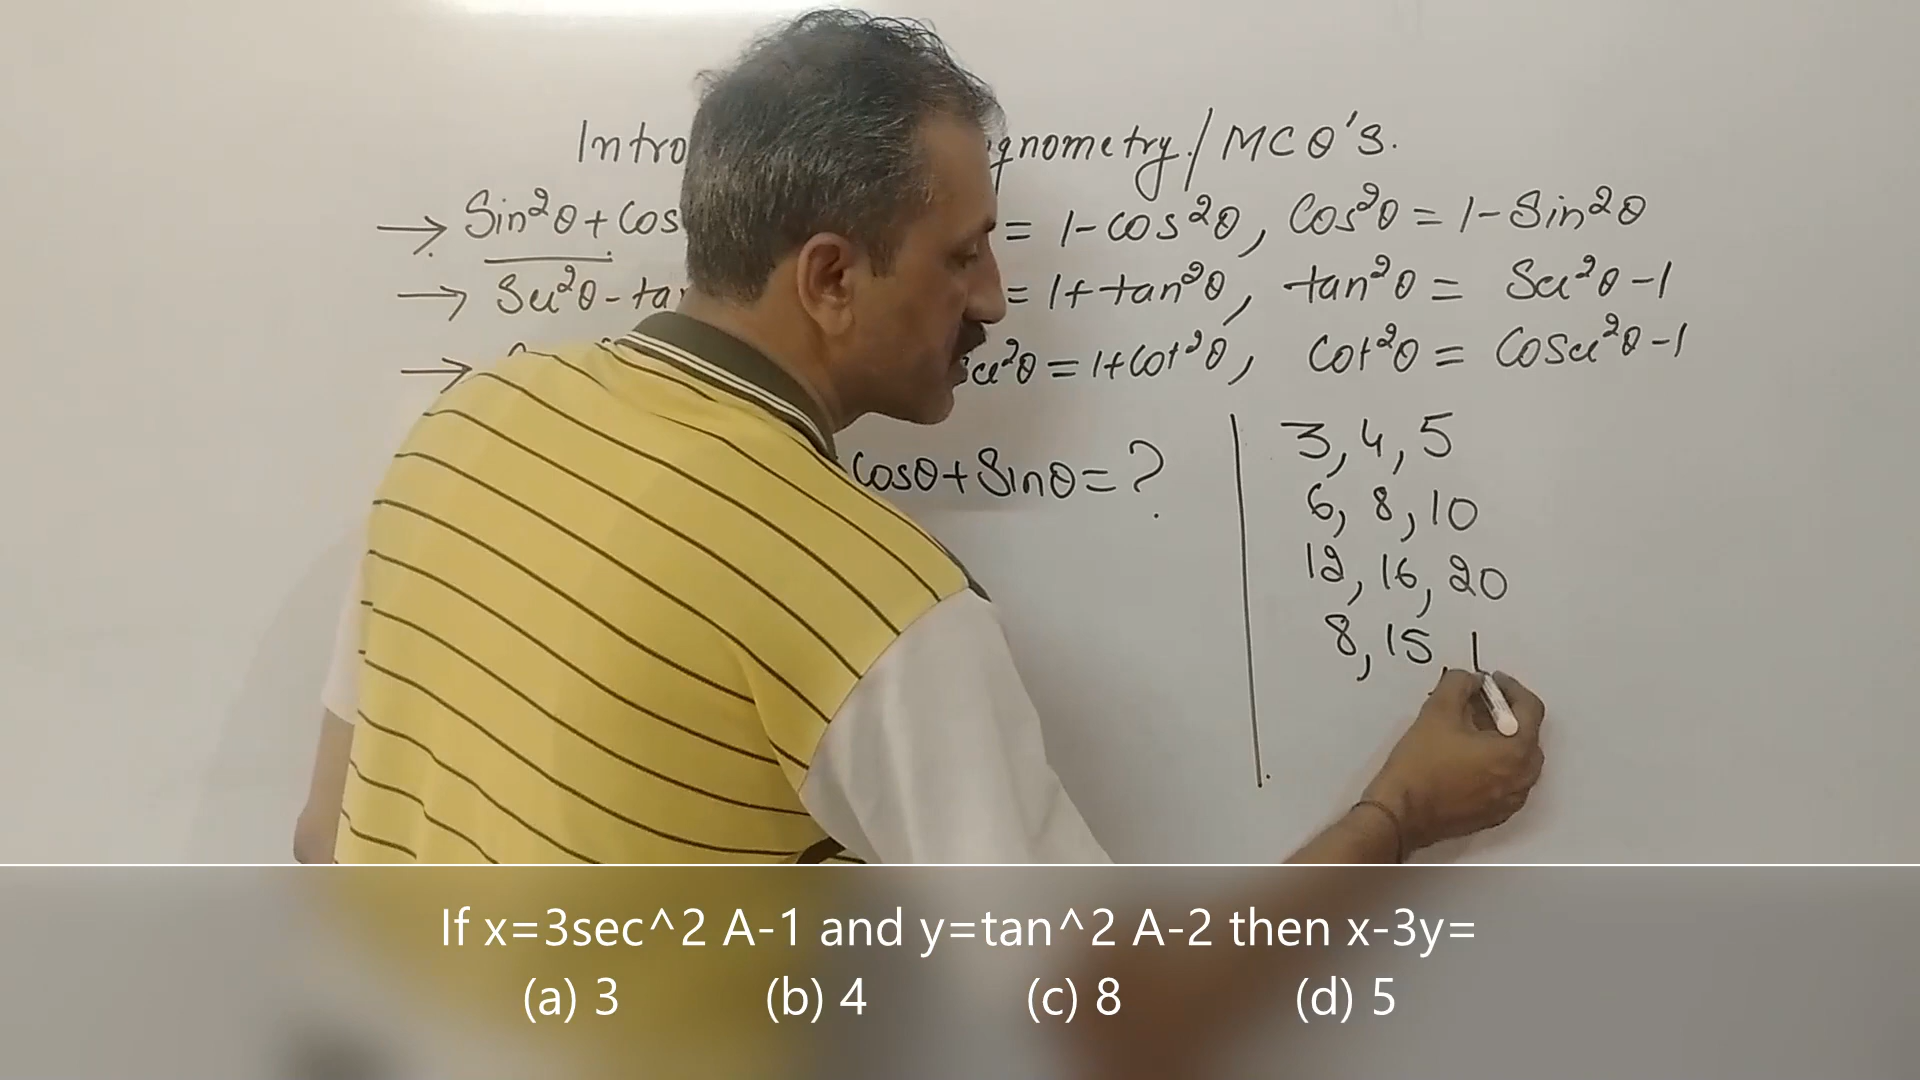 Intro gnometry / MCQ'S.
→ Sin²θ + Cos = 1 - cos²θ, Cos²θ = 1 - Sin²θ
→ Sec²θ - ta = 1 + tan²θ, tan²θ = Sec²θ - 1
→ sec²θ = 1 + Cot²θ, Cot²θ = Cosec²θ - 1
Cosθ + Sinθ = ?
3, 4, 5
6, 8, 10
12, 16, 20
8, 15, 1
If x=3sec^2 A-1 and y=tan^2 A-2 then x-3y=
(a) 3 (b) 4 (c) 8 (d) 5